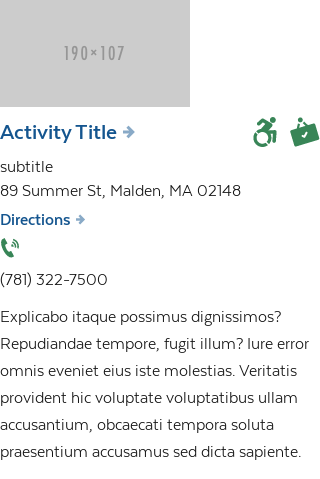 190×107
Activity Title
subtitle
89 Summer St, Malden, MA 02148
Directions
(781) 322-7500
Explicabo itaque possimus dignissimos?
Repudiandae tempore, fugit illum? Iure error
omnis eveniet eius iste molestias. Veritatis
provident hic voluptate voluptatibus ullam
accusantium, obcaecati tempora soluta
praesentium accusamus sed dicta sapiente.